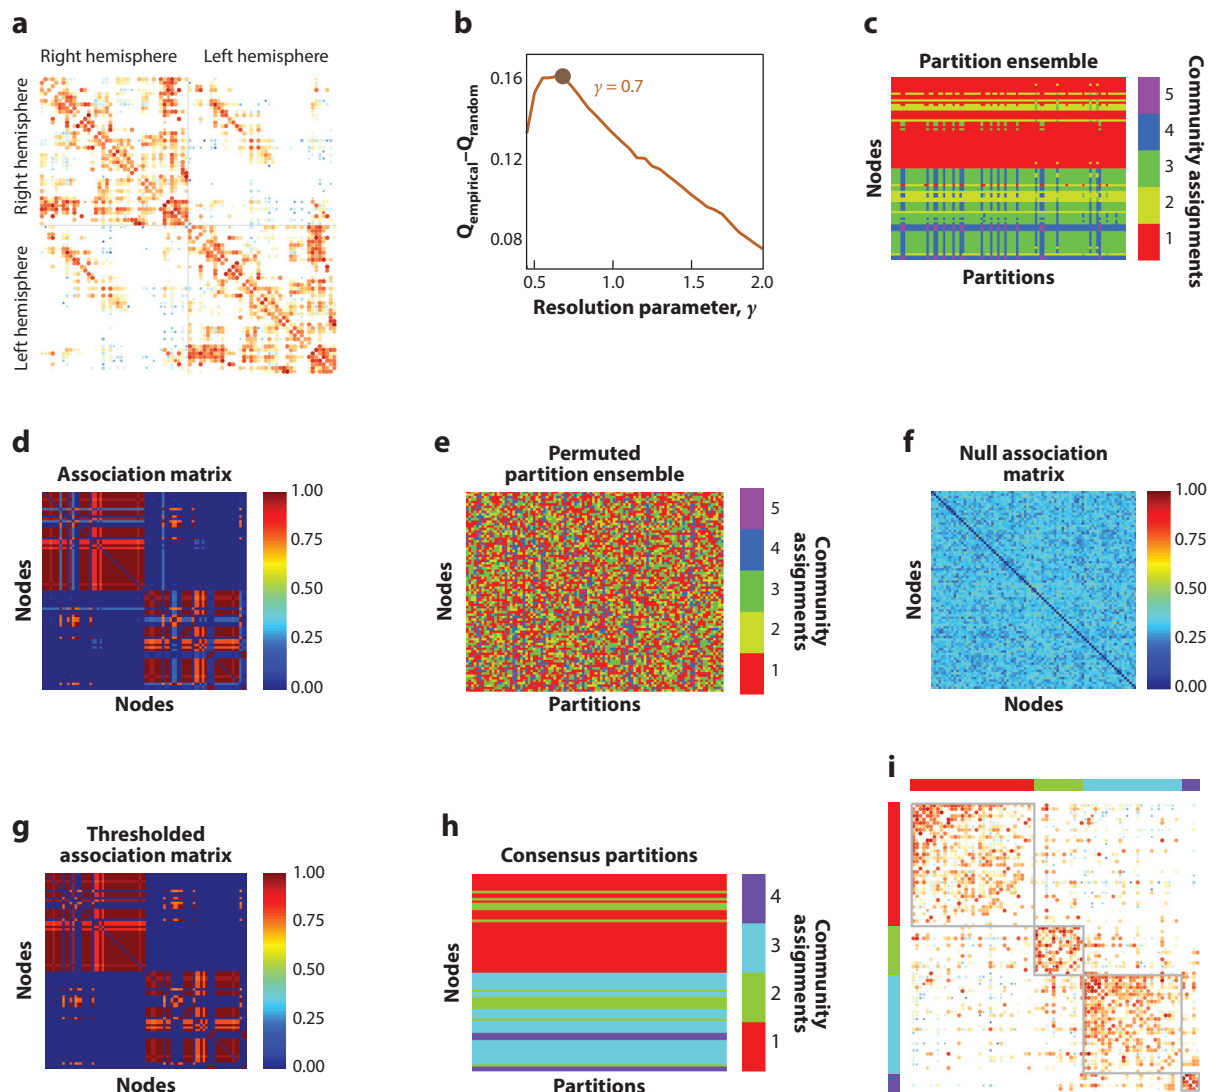 a
Right hemisphere
Left hemisphere
Right hemisphere
Left hemisphere
b
Q_empirical–Q_random
0.16
0.12
0.08
γ = 0.7
0.5
1.0
1.5
2.0
Resolution parameter, γ
c
Partition ensemble
Nodes
Partitions
5
4
3
2
1
Community assignments
d
Association matrix
Nodes
Nodes
1.00
0.75
0.50
0.25
0.00
e
Permuted
partition ensemble
Nodes
Partitions
5
4
3
2
1
Community
assignments
f
Null association
matrix
Nodes
Nodes
1.00
0.75
0.50
0.25
0.00
g
Thresholded
association matrix
Nodes
Nodes
1.00
0.75
0.50
0.25
0.00
h
Consensus partitions
Nodes
Partitions
4
3
2
1
Community
assignments
i